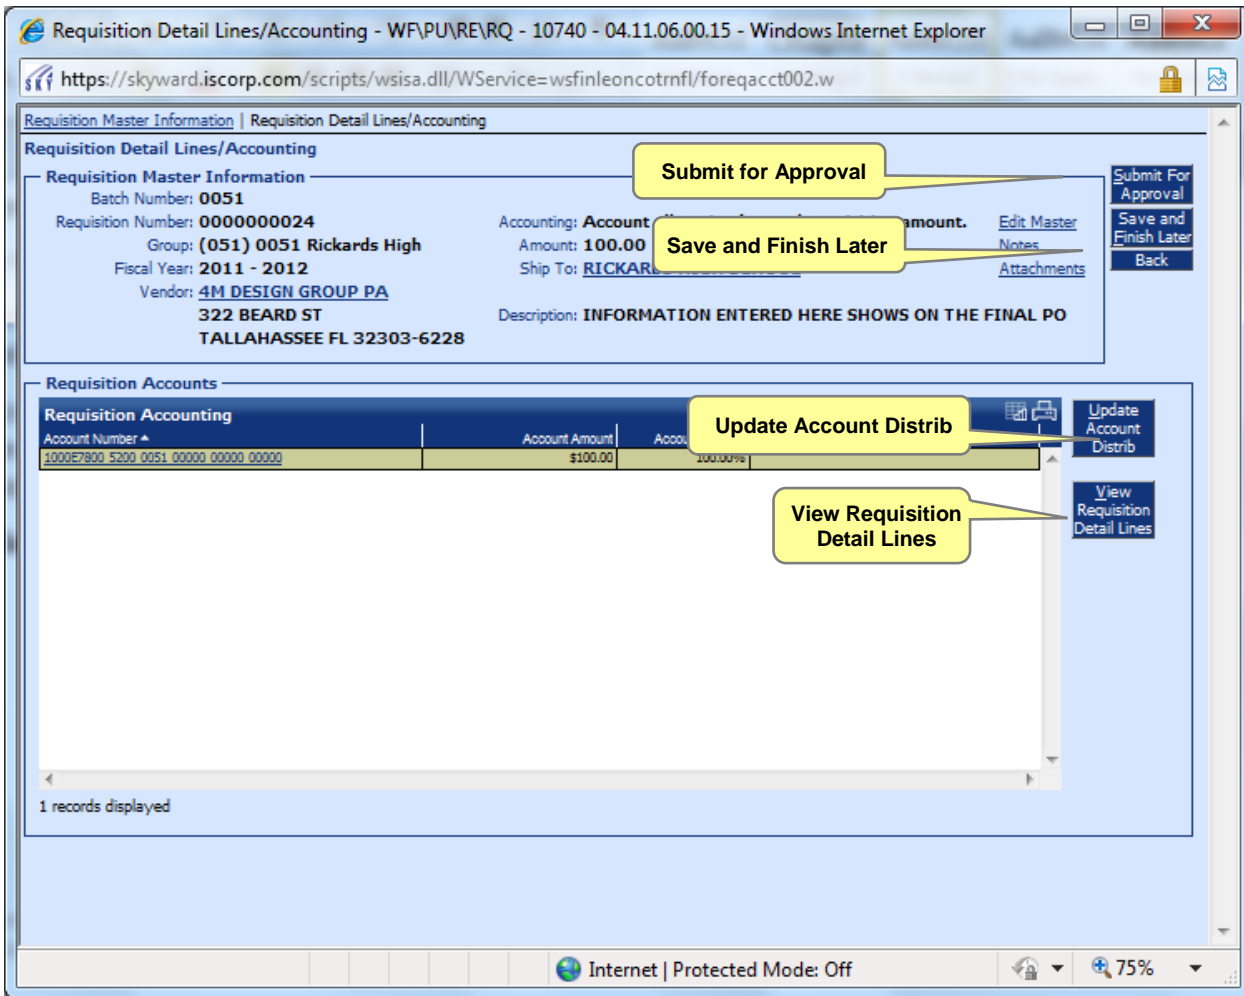 Requisition Detail Lines/Accounting - WF\PU\RE\RQ - 10740 - 04.11.06.00.15 - Windows Internet Explorer
https://skyward.iscorp.com/scripts/wsisa.dll/WService=wsfinleoncotrnfl/foreqacct002.w
Requisition Master Information | Requisition Detail Lines/Accounting
Requisition Detail Lines/Accounting
Requisition Master Information
Batch Number: 0051
Requisition Number: 0000000024
Group: (051) 0051 Rickards High
Fiscal Year: 2011 - 2012
Vendor: 4M DESIGN GROUP PA
322 BEARD ST
TALLAHASSEE FL 32303-6228
Accounting: Account amount.
Amount: 100.00
Ship To:
Description: INFORMATION ENTERED HERE SHOWS ON THE FINAL PO
Edit Master
Notes
Attachments
Submit for Approval
Save and Finish Later
Submit For
Approval
Save and
Finish Later
Back
Requisition Accounts
Requisition Accounting
Account Number
Account Amount
1000E7800 5200 0051 00000 00000 00000
$100.00
100.00%
Update Account Distrib
Update
Account
Distrib
View Requisition
Detail Lines
View
Requisition
Detail Lines
1 records displayed
Internet | Protected Mode: Off
75%